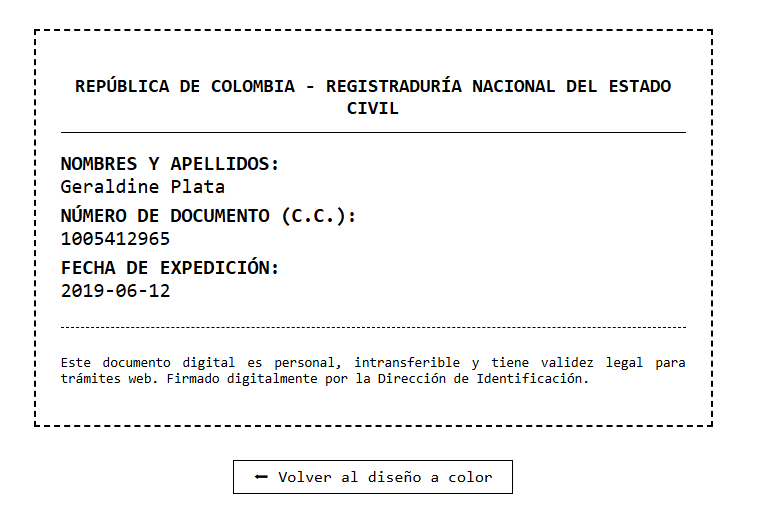 REPÚBLICA DE COLOMBIA - REGISTRADURÍA NACIONAL DEL ESTADO
CIVIL
NOMBRES Y APELLIDOS:
Geraldine Plata
NÚMERO DE DOCUMENTO (C.C.):
1005412965
FECHA DE EXPEDICIÓN:
2019-06-12
Este documento digital es personal, intransferible y tiene validez legal para
trámites web. Firmado digitalmente por la Dirección de Identificación.
← Volver al diseño a color